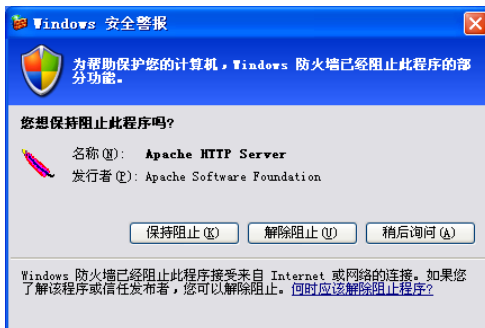 Windows 安全警报
为帮助保护您的计算机，Windows 防火墙已经阻止此程序的部
分功能。
您想保持阻止此程序吗?
名称(N): Apache HTTP Server
发行者(P): Apache Software Foundation
保持阻止(K) 解除阻止(U) 稍后询问(A)
Windows 防火墙已经阻止此程序接受来自 Internet 或网络的连接。如果您
了解该程序或信任发布者，您可以解除阻止。何时应该解除阻止程序?